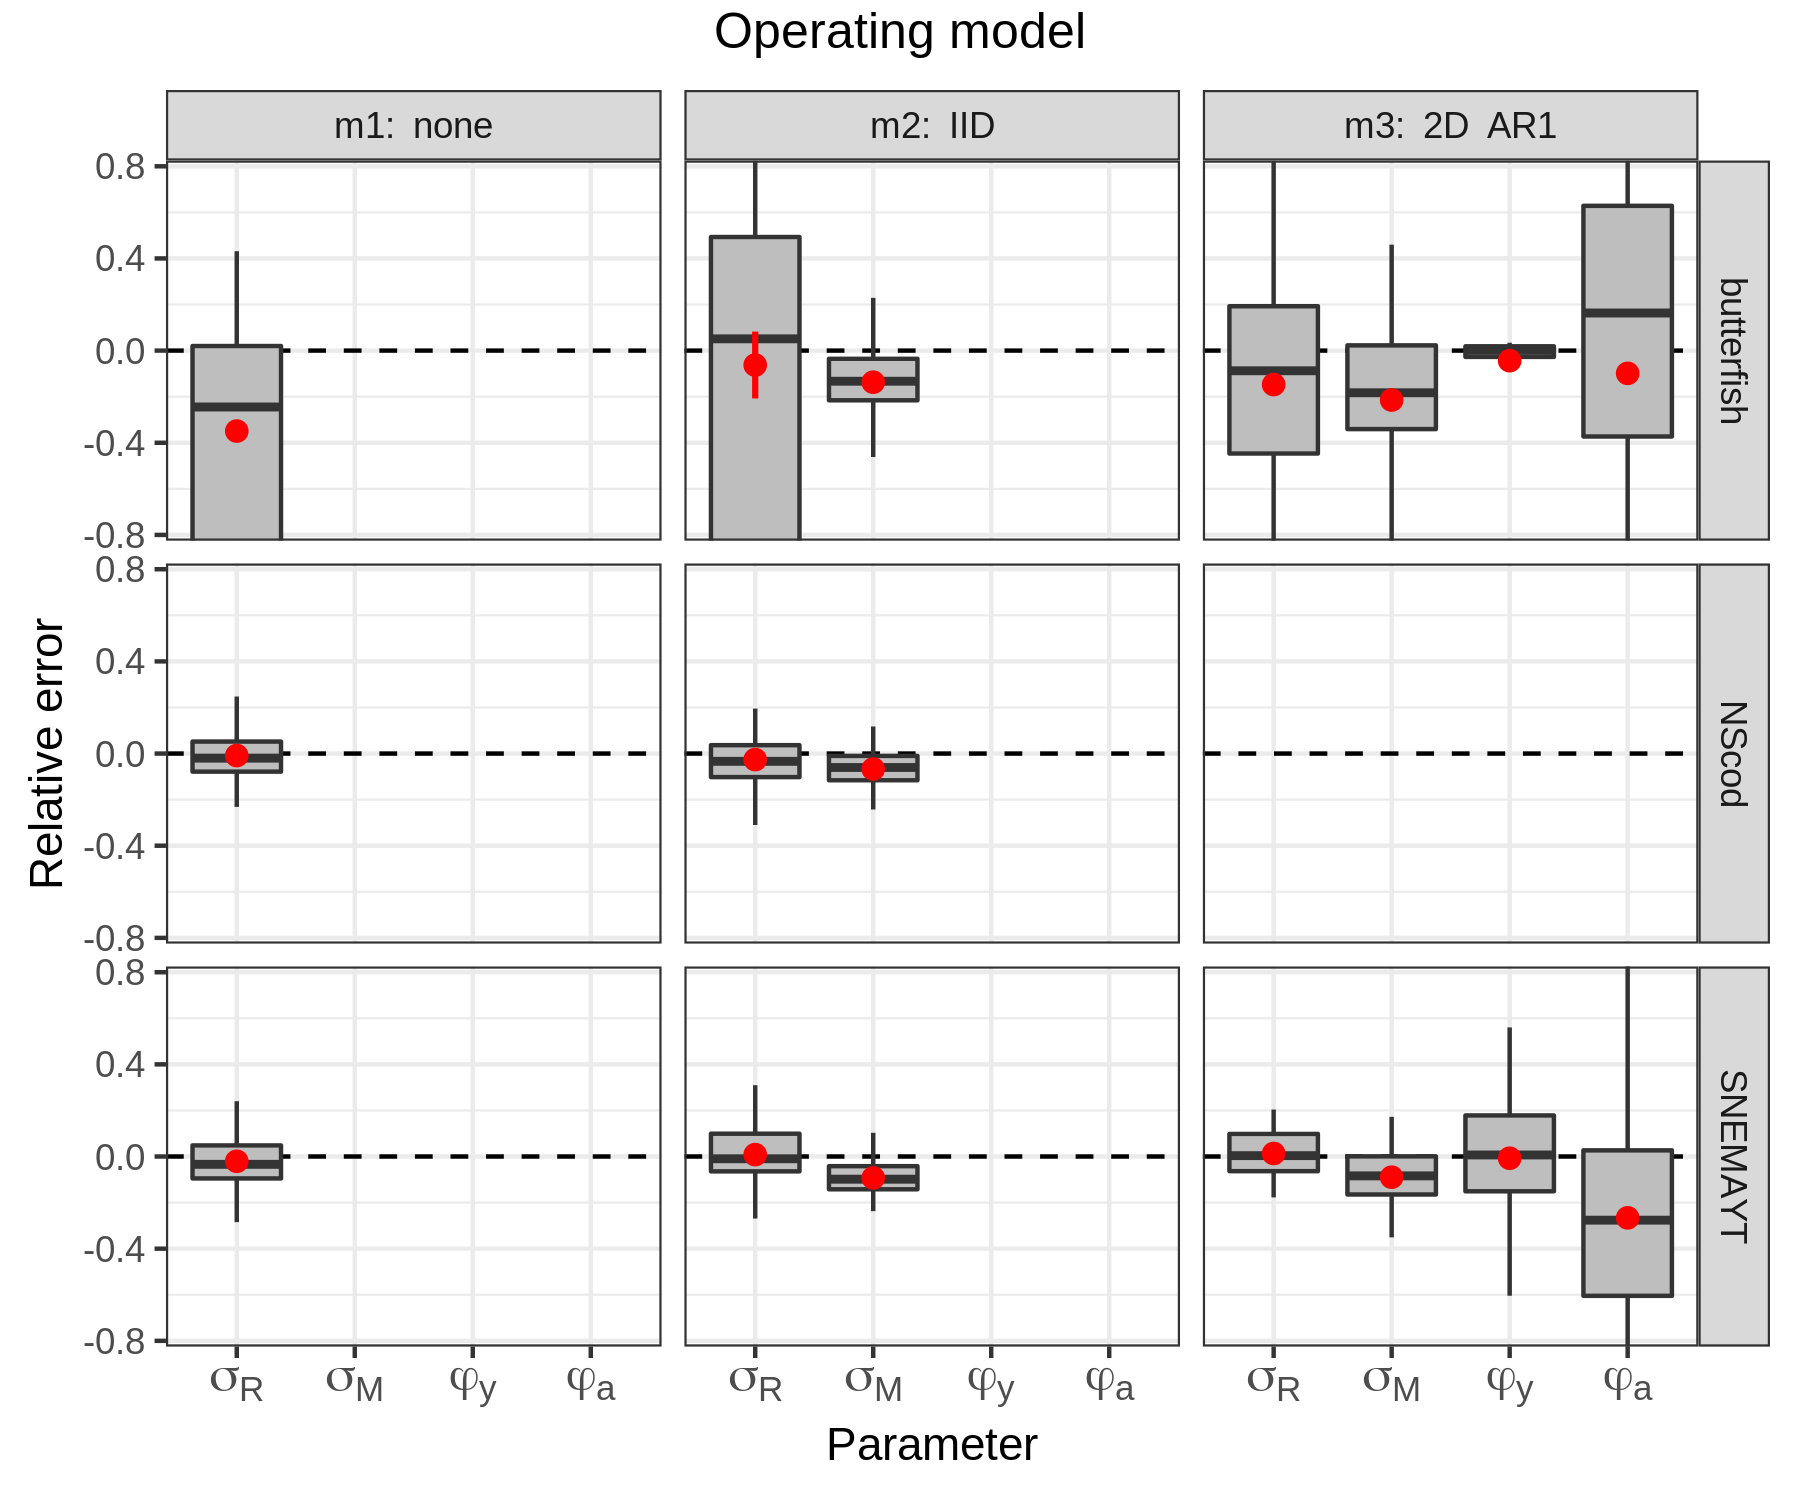 Operating model
m1: none
m2: IID
m3: 2D AR1
0.8
0.4
0.0
-0.4
-0.8
butterfish
0.8
0.4
0.0
-0.4
-0.8
NScod
0.8
0.4
0.0
-0.4
-0.8
SNEMAYT
Relative error
σR σM φy φa
σR σM φy φa
σR σM φy φa
Parameter